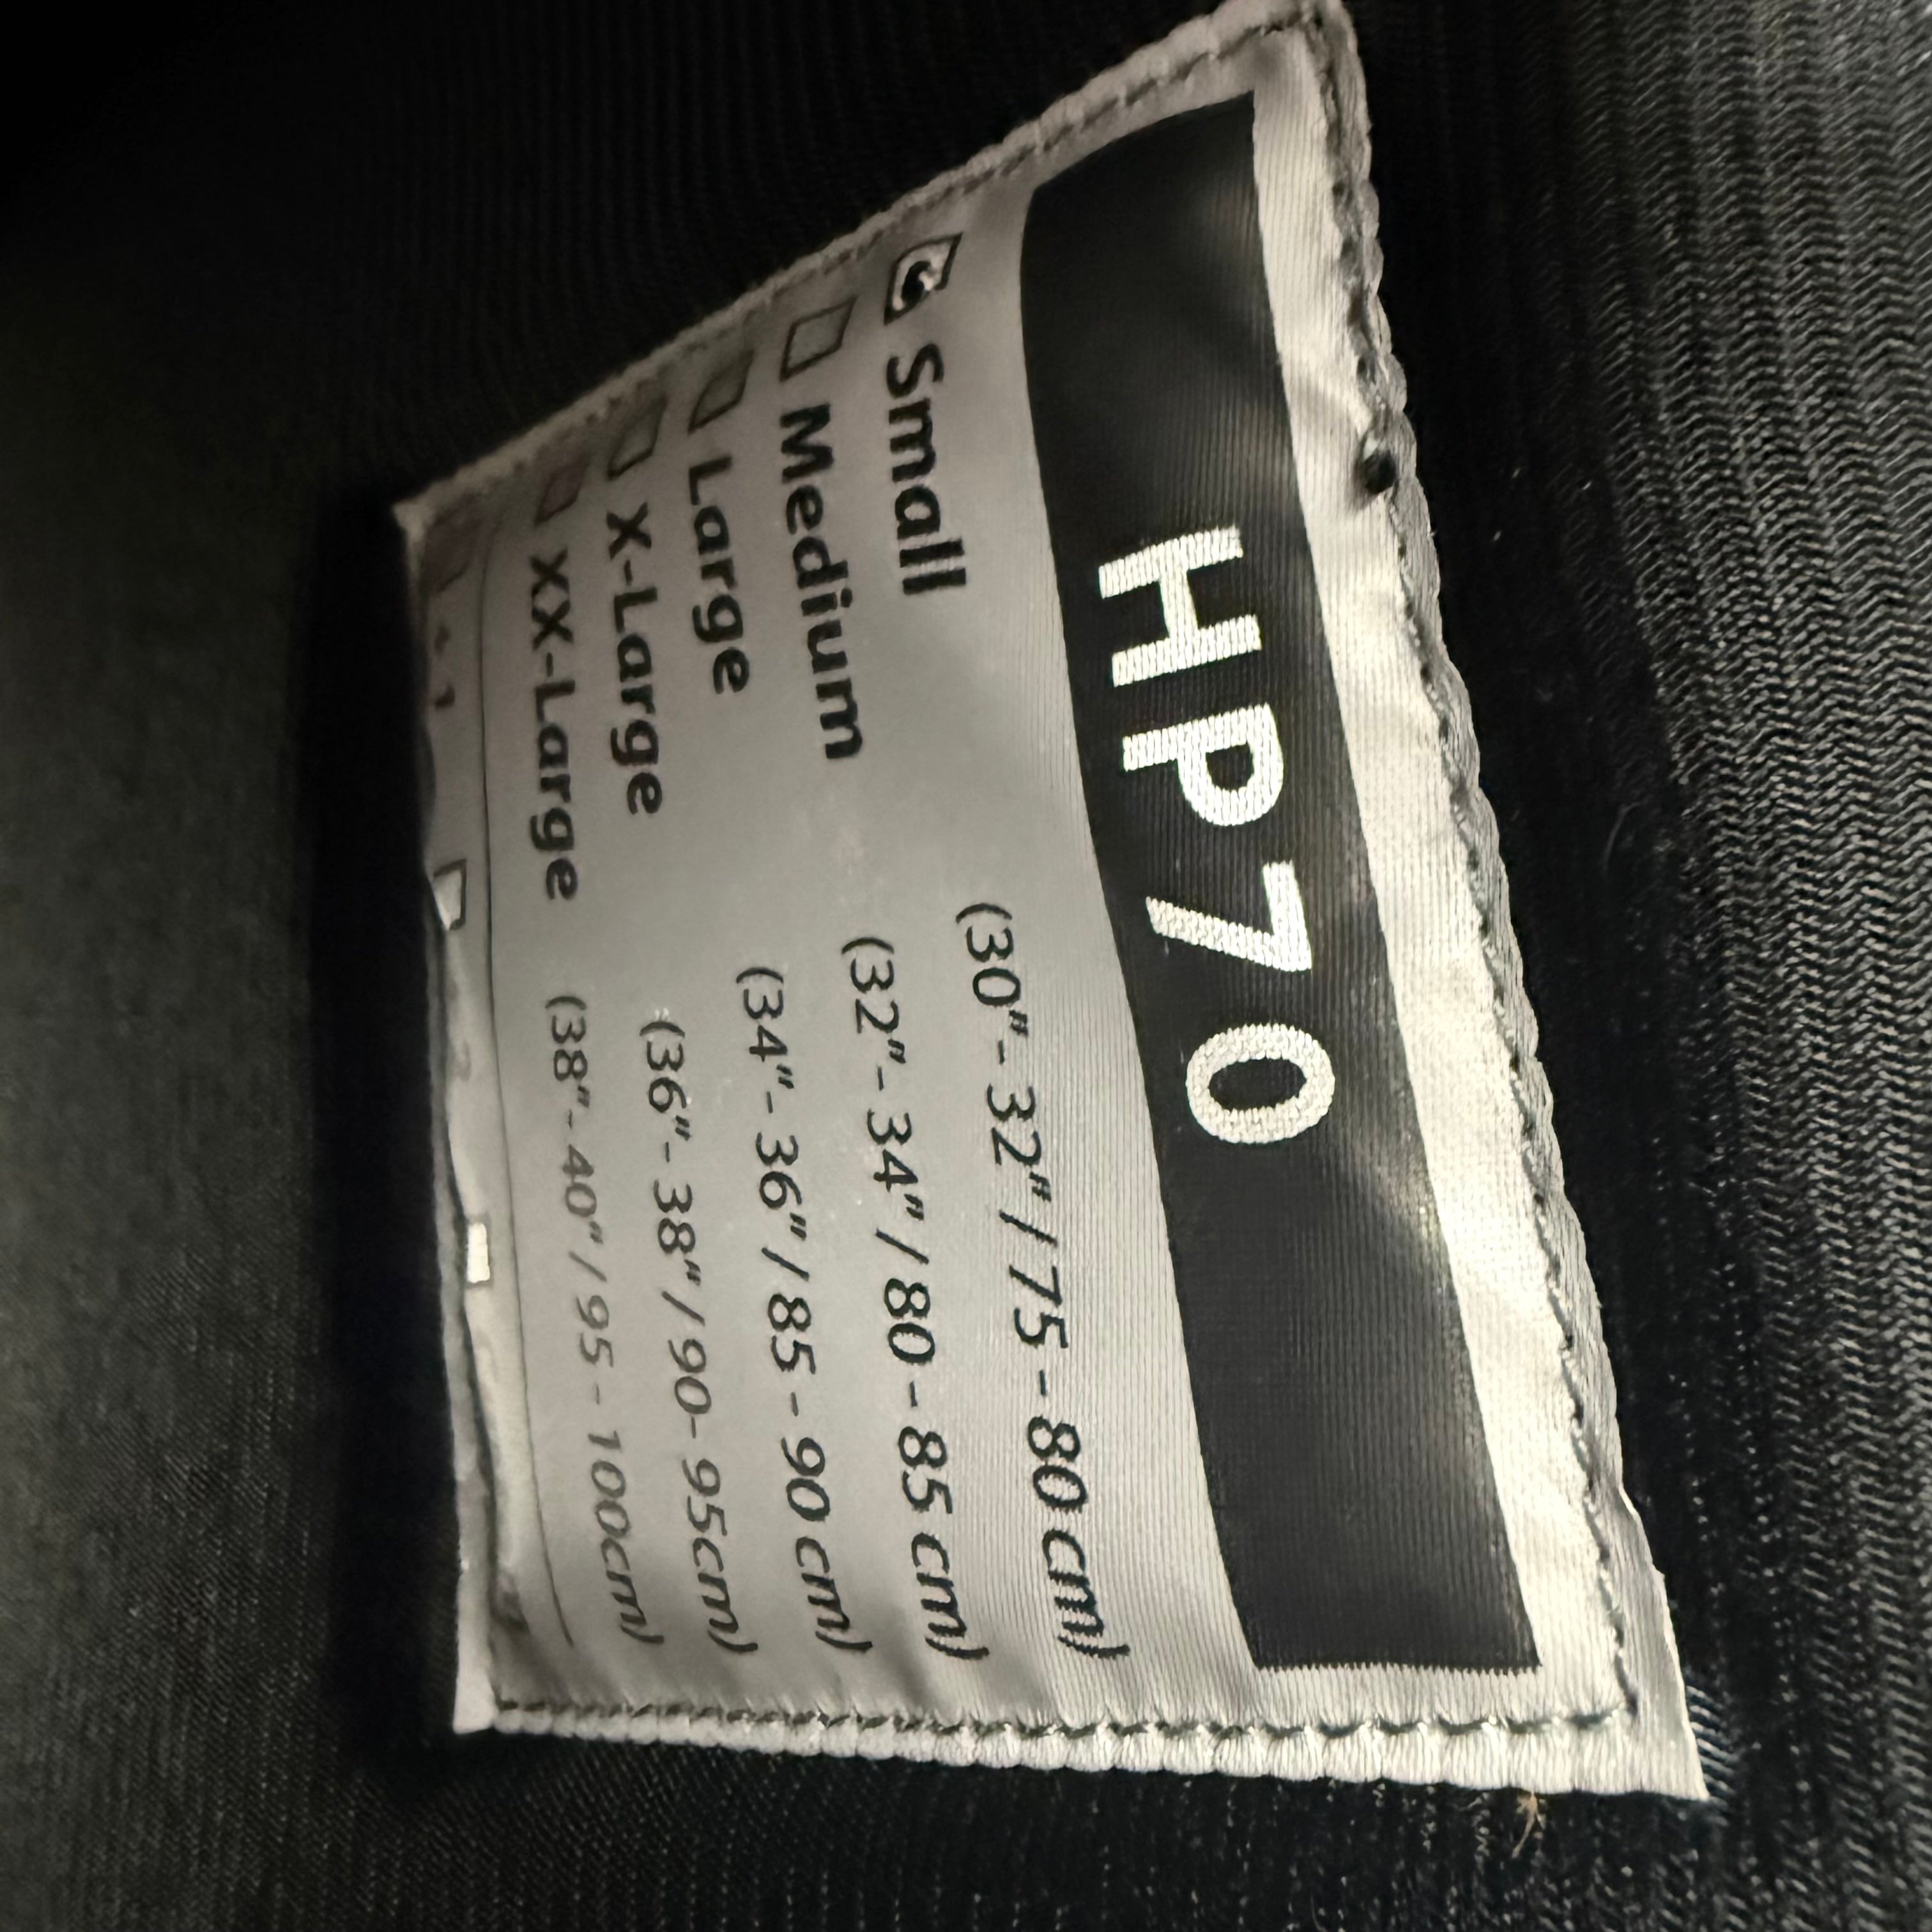 HP70
Small (30"- 32" / 75 - 80 cm)
Medium (32"- 34" / 80 - 85 cm)
Large (34"- 36" / 85 - 90 cm)
X-Large (36"- 38" / 90- 95cm)
XX-Large (38"- 40" / 95 - 100cm)